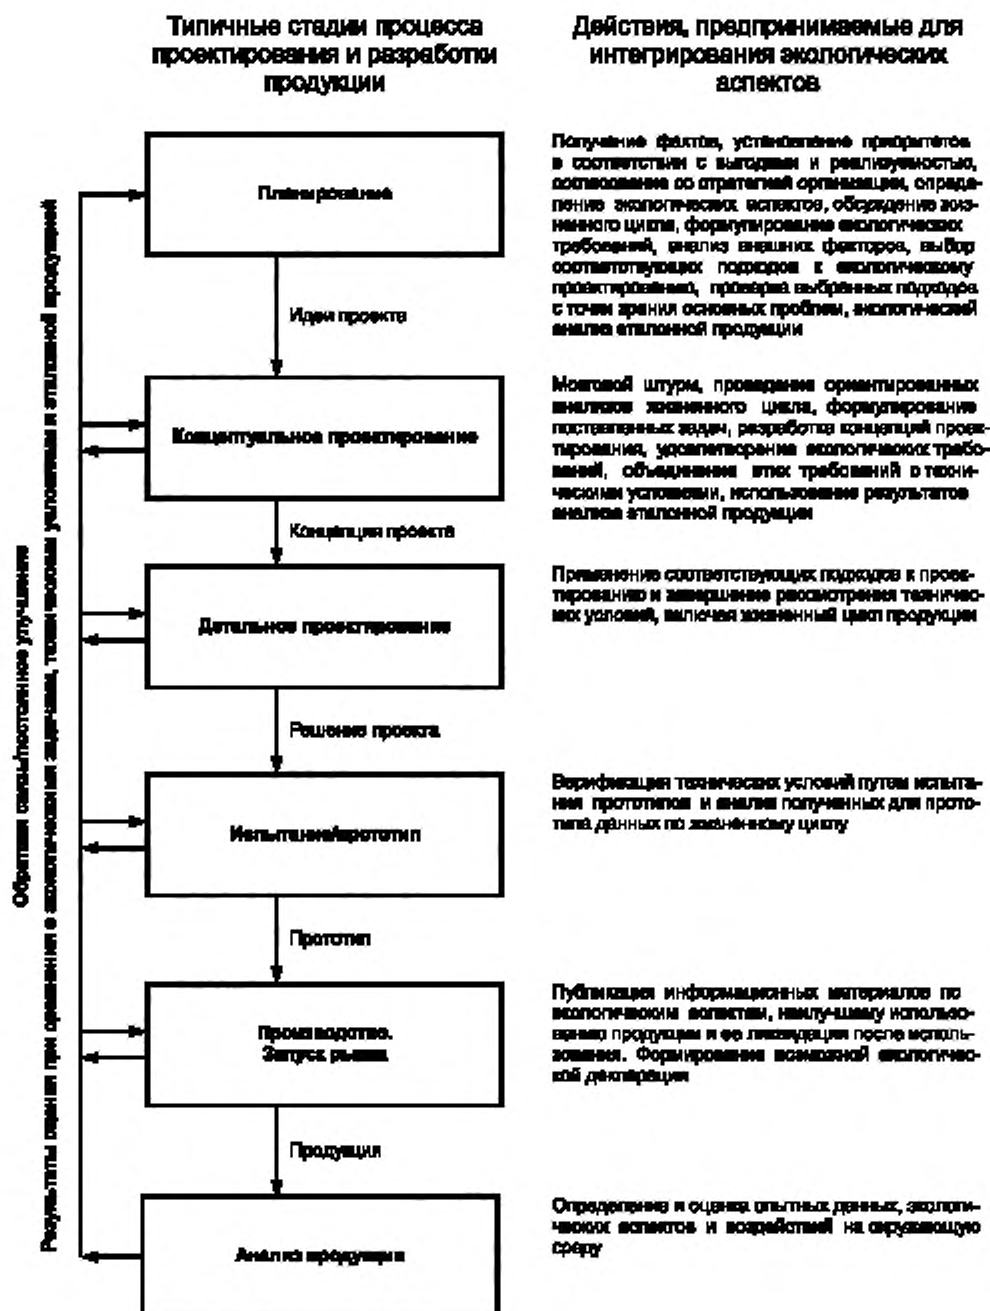 Типичные стадии процесса
проектирования и разработки
продукции
Действия, предпринимаемые для
интегрирования экологических
аспектов
Планирование
Получение фактов, установление приоритетов
в соответствии с выгодами и реализуемостью,
согласование со стратегией организации, опреде-
ление экологических аспектов, обсуждение жиз-
ненного цикла, формулирование экологических
требований, анализ внешних факторов, выбор
соответствующих подходов к экологическому
проектированию, проверка выбранных подходов
с точки зрения основных проблем, экологический
анализ эталонной продукции
Идеи проекта
Концептуальное проектирование
Мозговой штурм, проведение ориентированных
анализов жизненного цикла, формулирование
поставленных задач, разработка концепций проек-
тирования, удовлетворение экологических требо-
ваний, объединение этих требований с техни-
ческими условиями, использование результатов
анализа эталонной продукции
Концепция проекта
Детальное проектирование
Применение соответствующих подходов к проек-
тированию и завершение рассмотрения техничес-
ких условий, включая жизненный цикл продукции
Решение проекта
Испытание/прототип
Верификация технических условий путем испыта-
ния прототипов и анализ полученных для прото-
типа данных по жизненному циклу
Прототип
Производство.
Запуск рынка
Публикация информационных материалов по
экологическим аспектам, наилучшему использо-
ванию продукции и ее ликвидация после исполь-
зования. Формирование возможной экологичес-
кой декларации
Продукция
Анализ продукции
Определение и оценка опытных данных, экологи-
ческих аспектов и воздействий на окружающую
среду
Обратная связь/постоянное улучшение
Результаты оценки при сравнении с экологическими задачами, техническими условиями и эталонной продукцией